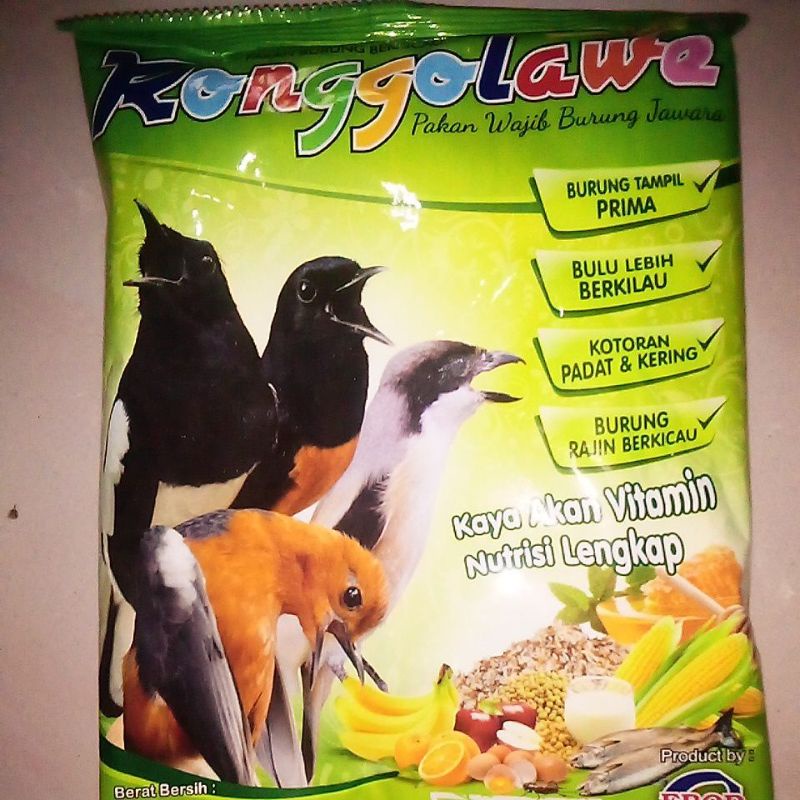 Ronggolawe
Pakan Wajib Burung Jawara
BURUNG TAMPIL
PRIMA
BULU LEBIH
BERKILAU
KOTORAN
PADAT & KERING
BURUNG
RAJIN BERKICAU
Kaya Akan Vitamin
Nutrisi Lengkap
Product by :
Berat Bersih :